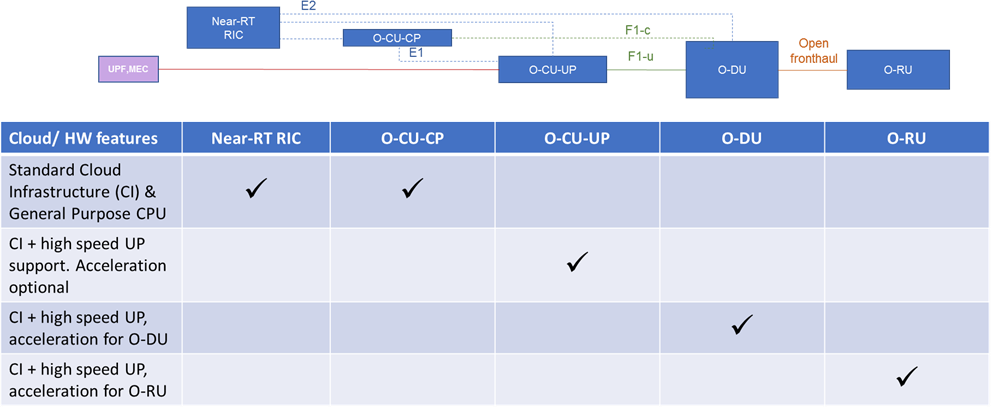 E2
Near-RT
RIC
O-CU-CP
F1-c
E1
UPF,MEC
O-CU-UP
F1-u
O-DU
Open
fronthaul
O-RU
Cloud/ HW features
Near-RT RIC
O-CU-CP
O-CU-UP
O-DU
O-RU
Standard Cloud
Infrastructure (CI) &
General Purpose CPU
✓
✓
CI + high speed UP
support. Acceleration
optional
✓
CI + high speed UP,
acceleration for O-DU
✓
CI + high speed UP,
acceleration for O-RU
✓